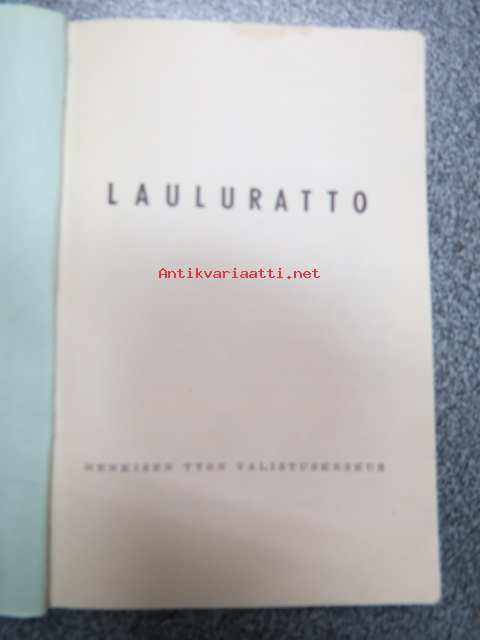 LAULURATTO
Antikvariaatti.net
HENKISEN TYÖN VALISTUSKESKUS